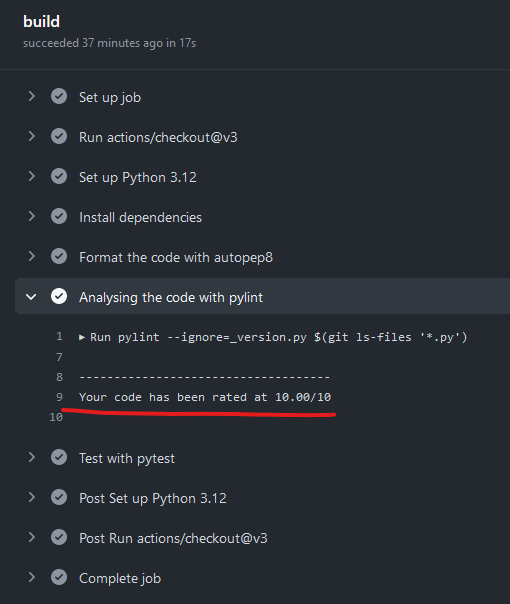 build
succeeded 37 minutes ago in 17s
Set up job
Run actions/checkout@v3
Set up Python 3.12
Install dependencies
Format the code with autopep8
Analysing the code with pylint
1 ▸ Run pylint --ignore=_version.py $(git ls-files '*.py')
7
8 ------------------------------------
9 Your code has been rated at 10.00/10
10
Test with pytest
Post Set up Python 3.12
Post Run actions/checkout@v3
Complete job